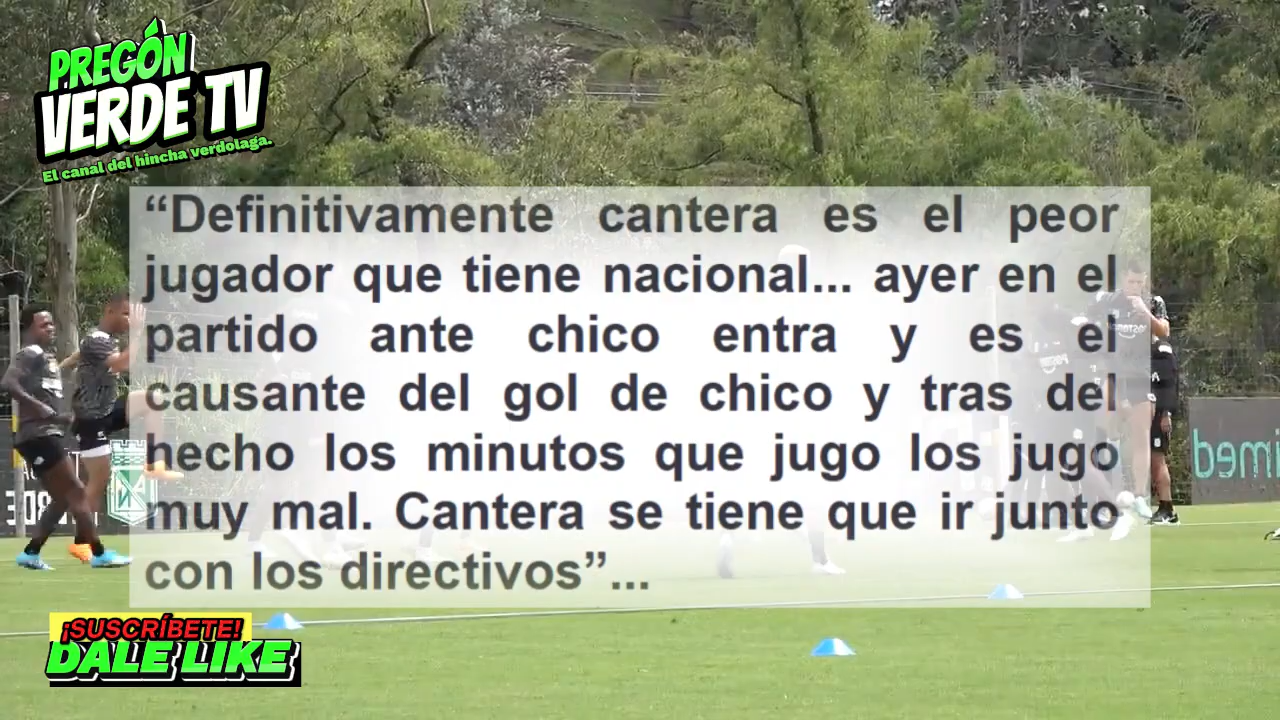 PREGÓN
VERDE TV
El canal del hincha verdolaga.
“Definitivamente cantera es el peor
jugador que tiene nacional... ayer en el
partido ante chico entra y es el
causante del gol de chico y tras del
hecho los minutos que jugo los jugo
muy mal. Cantera se tiene que ir junto
con los directivos”...
¡SUSCRÍBETE!
DALE LIKE